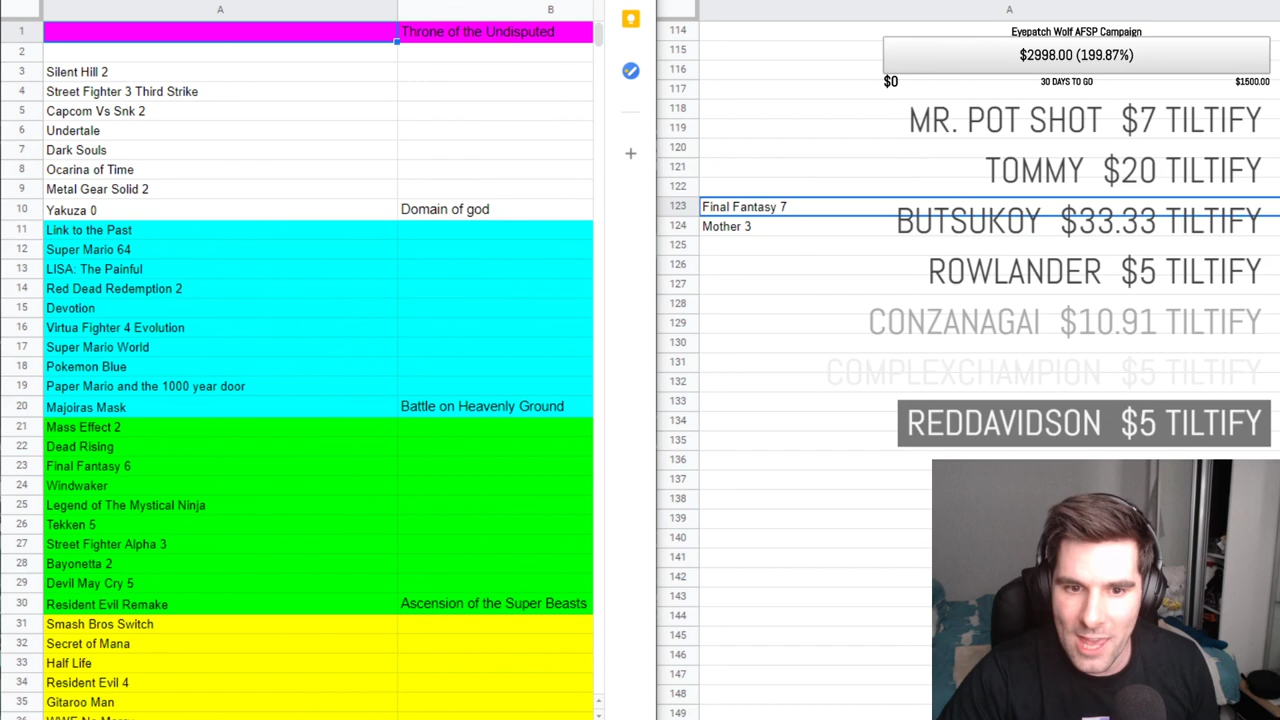 A B
1 Throne of the Undisputed
2
3 Silent Hill 2
4 Street Fighter 3 Third Strike
5 Capcom Vs Snk 2
6 Undertale
7 Dark Souls
8 Ocarina of Time
9 Metal Gear Solid 2
10 Yakuza 0 Domain of god
11 Link to the Past
12 Super Mario 64
13 LISA: The Painful
14 Red Dead Redemption 2
15 Devotion
16 Virtua Fighter 4 Evolution
17 Super Mario World
18 Pokemon Blue
19 Paper Mario and the 1000 year door
20 Majoiras Mask Battle on Heavenly Ground
21 Mass Effect 2
22 Dead Rising
23 Final Fantasy 6
24 Windwaker
25 Legend of The Mystical Ninja
26 Tekken 5
27 Street Fighter Alpha 3
28 Bayonetta 2
29 Devil May Cry 5
30 Resident Evil Remake Ascension of the Super Beasts
31 Smash Bros Switch
32 Secret of Mana
33 Half Life
34 Resident Evil 4
35 Gitaroo Man
A
114
115
116
117
118
119
120
121
122
123 Final Fantasy 7
124 Mother 3
125
126
127
128
129
130
131
132
133
134
135
136
137
138
139
140
141
142
143
144
145
146
147
148
149
Eyepatch Wolf AFSP Campaign
$2998.00 (199.87%)
$0 30 DAYS TO GO $1500.00
MR. POT SHOT $7 TILTIFY
TOMMY $20 TILTIFY
BUTSUKOY $33.33 TILTIFY
ROWLANDER $5 TILTIFY
CONZANAGAI $10.91 TILTIFY
COMPLEXCHAMPION $5 TILTIFY
REDDAVIDSON $5 TILTIFY